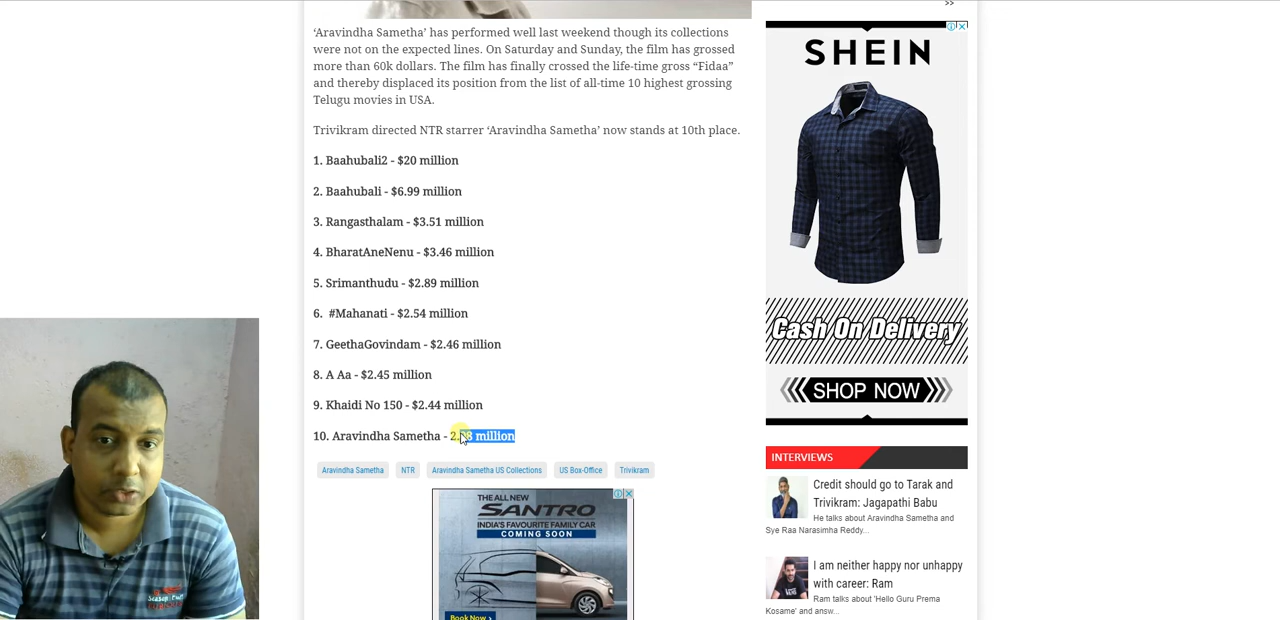 >>
‘Aravindha Sametha’ has performed well last weekend though its collections
were not on the expected lines. On Saturday and Sunday, the film has grossed
more than 60k dollars. The film has finally crossed the life-time gross “Fidaa”
and thereby displaced its position from the list of all-time 10 highest grossing
Telugu movies in USA.
Trivikram directed NTR starrer ‘Aravindha Sametha’ now stands at 10th place.
1. Baahubali2 - $20 million
2. Baahubali - $6.99 million
3. Rangasthalam - $3.51 million
4. BharatAneNenu - $3.46 million
5. Srimanthudu - $2.89 million
6. #Mahanati - $2.54 million
7. GeethaGovindam - $2.46 million
8. A Aa - $2.45 million
9. Khaidi No 150 - $2.44 million
10. Aravindha Sametha - million
Aravindha Sametha NTR Aravindha Sametha US Collections US Box-Office Trivikram
THE ALL NEW
SANTRO
INDIA'S FAVOURITE FAMILY CAR
COMING SOON
Book Now >
SHEIN
Cash On Delivery
SHOP NOW
INTERVIEWS
Credit should go to Tarak and
Trivikram: Jagapathi Babu
He talks about Aravindha Sametha and
Sye Raa Narasimha Reddy...
I am neither happy nor unhappy
with career: Ram
Ram talks about 'Hello Guru Prema
Kosame' and answ...